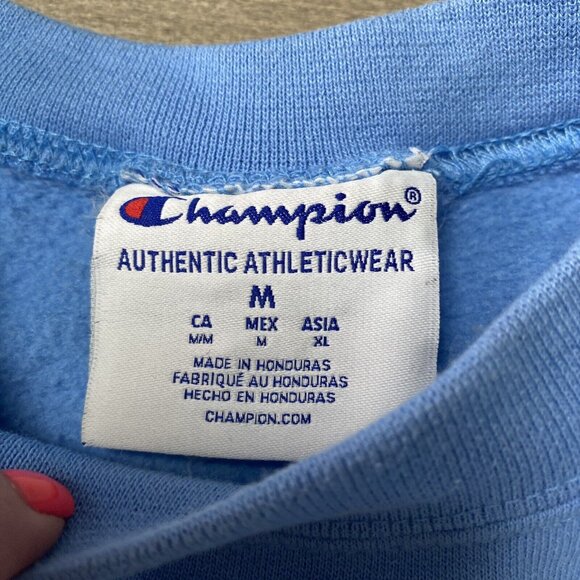 Champion®
AUTHENTIC ATHLETICWEAR
M
CA MEX ASIA
M/M M XL
MADE IN HONDURAS
FABRIQUÉ AU HONDURAS
HECHO EN HONDURAS
CHAMPION.COM